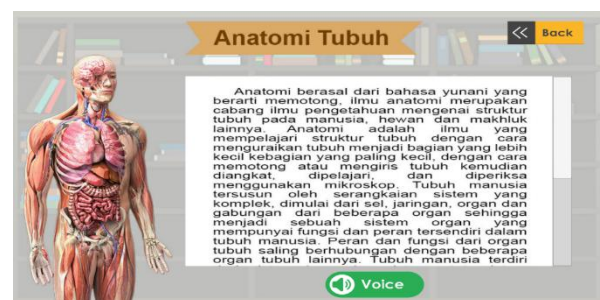 Anatomi Tubuh
<< Back
Anatomi berasal dari bahasa yunani yang
berarti memotong, ilmu anatomi merupakan
cabang ilmu pengetahuan mengenai struktur
tubuh pada manusia, hewan dan makhluk
lainnya. Anatomi adalah ilmu yang
mempelajari struktur tubuh dengan cara
menguraikan tubuh menjadi bagian yang lebih
kecil kebagian yang paling kecil, dengan cara
memotong atau mengiris tubuh kemudian
diangkat, dipelajari, dan diperiksa
menggunakan mikroskop. Tubuh manusia
tersusun oleh serangkaian sistem yang
komplek, dimulai dari sel, jaringan, organ dan
gabungan dari beberapa organ sehingga
menjadi sebuah sistem organ yang
mempunyai fungsi dan peran tersendiri dalam
tubuh manusia. Peran dan fungsi dari organ
tubuh saling berhubungan dengan beberapa
organ tubuh lainnya. Tubuh manusia terdiri
Voice